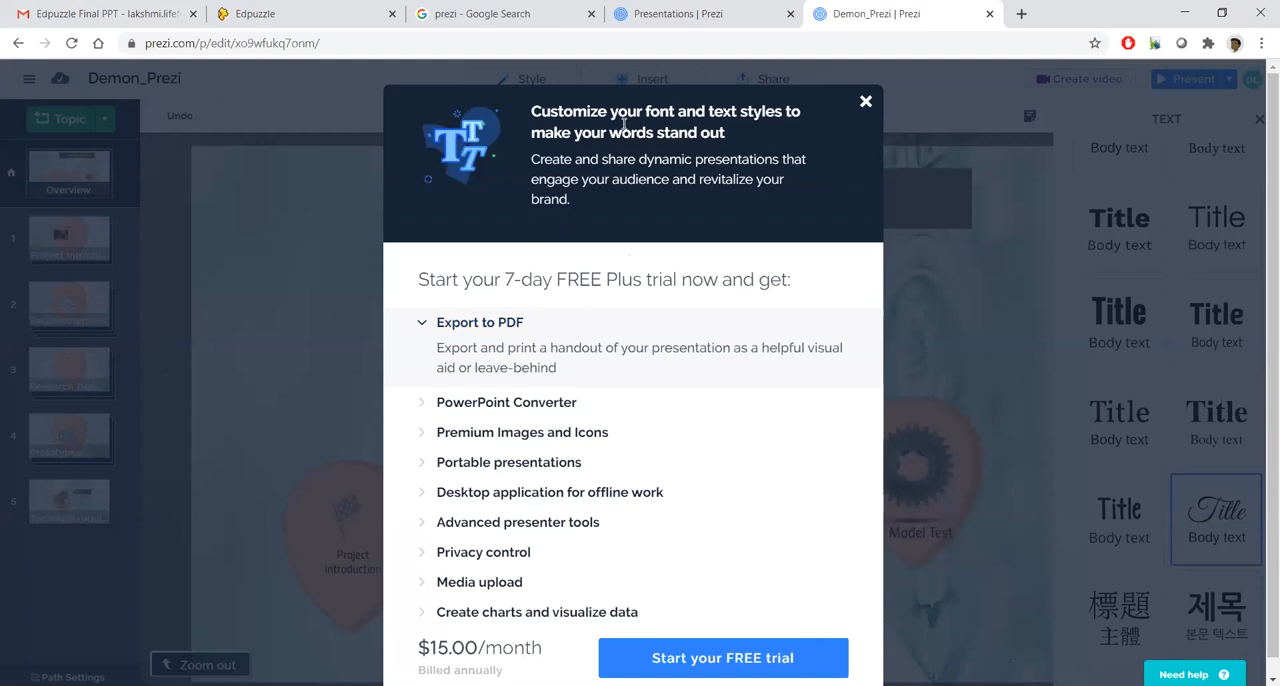 Edpuzzle Final PPT - lakshmi.lifef
Edpuzzle
prezi - Google Search
Presentations | Prezi
Demon_Prezi | Prezi
prezi.com/p/edit/xo9wfukq7onm/
Demon_Prezi
Style
Insert
Share
Create video
Present
DL
Topic
Undo
TEXT
Overview
1
2
3
4
5
Customize your font and text styles to
make your words stand out
Create and share dynamic presentations that
engage your audience and revitalize your
brand.
Start your 7-day FREE Plus trial now and get:
Export to PDF
Export and print a handout of your presentation as a helpful visual
aid or leave-behind
PowerPoint Converter
Premium Images and Icons
Portable presentations
Desktop application for offline work
Advanced presenter tools
Privacy control
Media upload
Create charts and visualize data
$15.00/month
Billed annually
Start your FREE trial
Project
Introduction
Model Test
Body text
Body text
Title
Body text
Title
Body text
Title
Body text
Title
Body text
Title
Body text
Title
Body text
Title
Body text
Title
Body text
標題
主體
제목
본문 텍스트
Zoom out
Path Settings
Need help ?